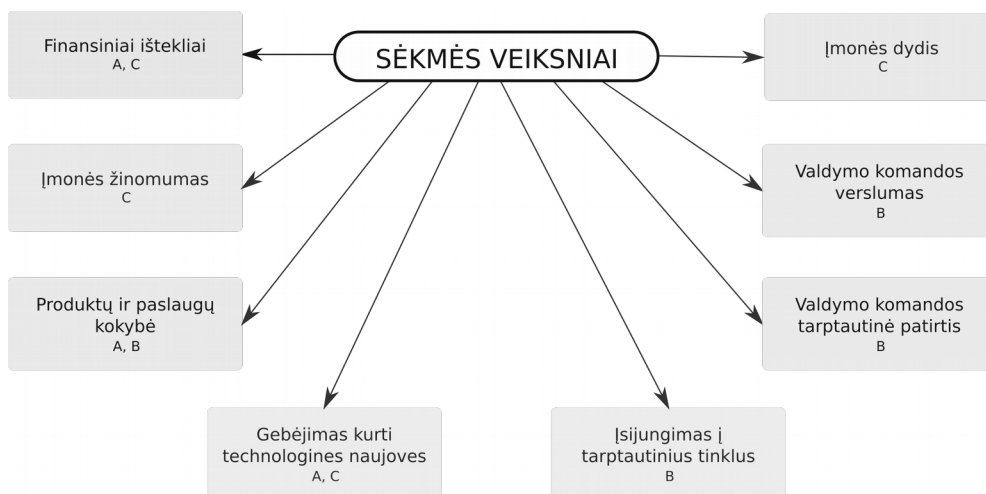 SĖKMĖS VEIKSNIAI
Finansiniai ištekliai
A, C
Įmonės dydis
C
Įmonės žinomumas
C
Valdymo komandos
verslumas
B
Produktų ir paslaugų
kokybė
A, B
Valdymo komandos
tarptautinė patirtis
B
Gebėjimas kurti
technologines naujoves
A, C
Įsijungimas į
tarptautinius tinklus
B